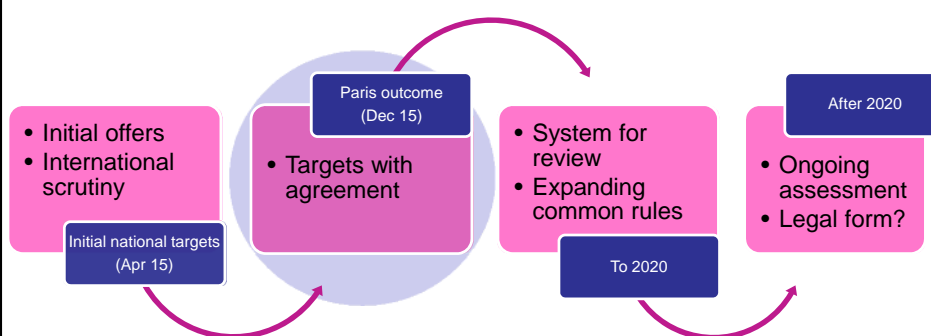 • Initial offers
• International
scrutiny
Initial national targets
(Apr 15)
Paris outcome
(Dec 15)
• Targets with
agreement
• System for
review
• Expanding
common rules
To 2020
After 2020
• Ongoing
assessment
• Legal form?